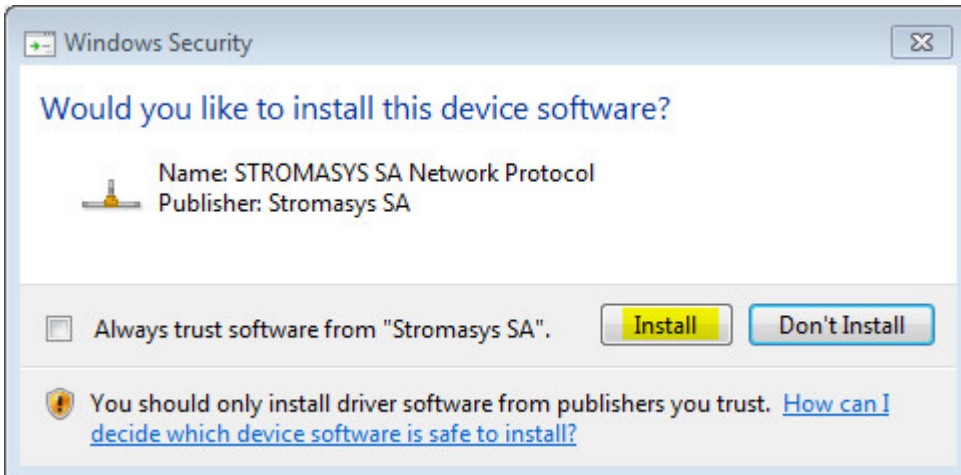 Windows Security
Would you like to install this device software?
Name: STROMASYS SA Network Protocol
Publisher: Stromasys SA
Always trust software from "Stromasys SA".
Install
Don't Install
You should only install driver software from publishers you trust. How can I
decide which device software is safe to install?